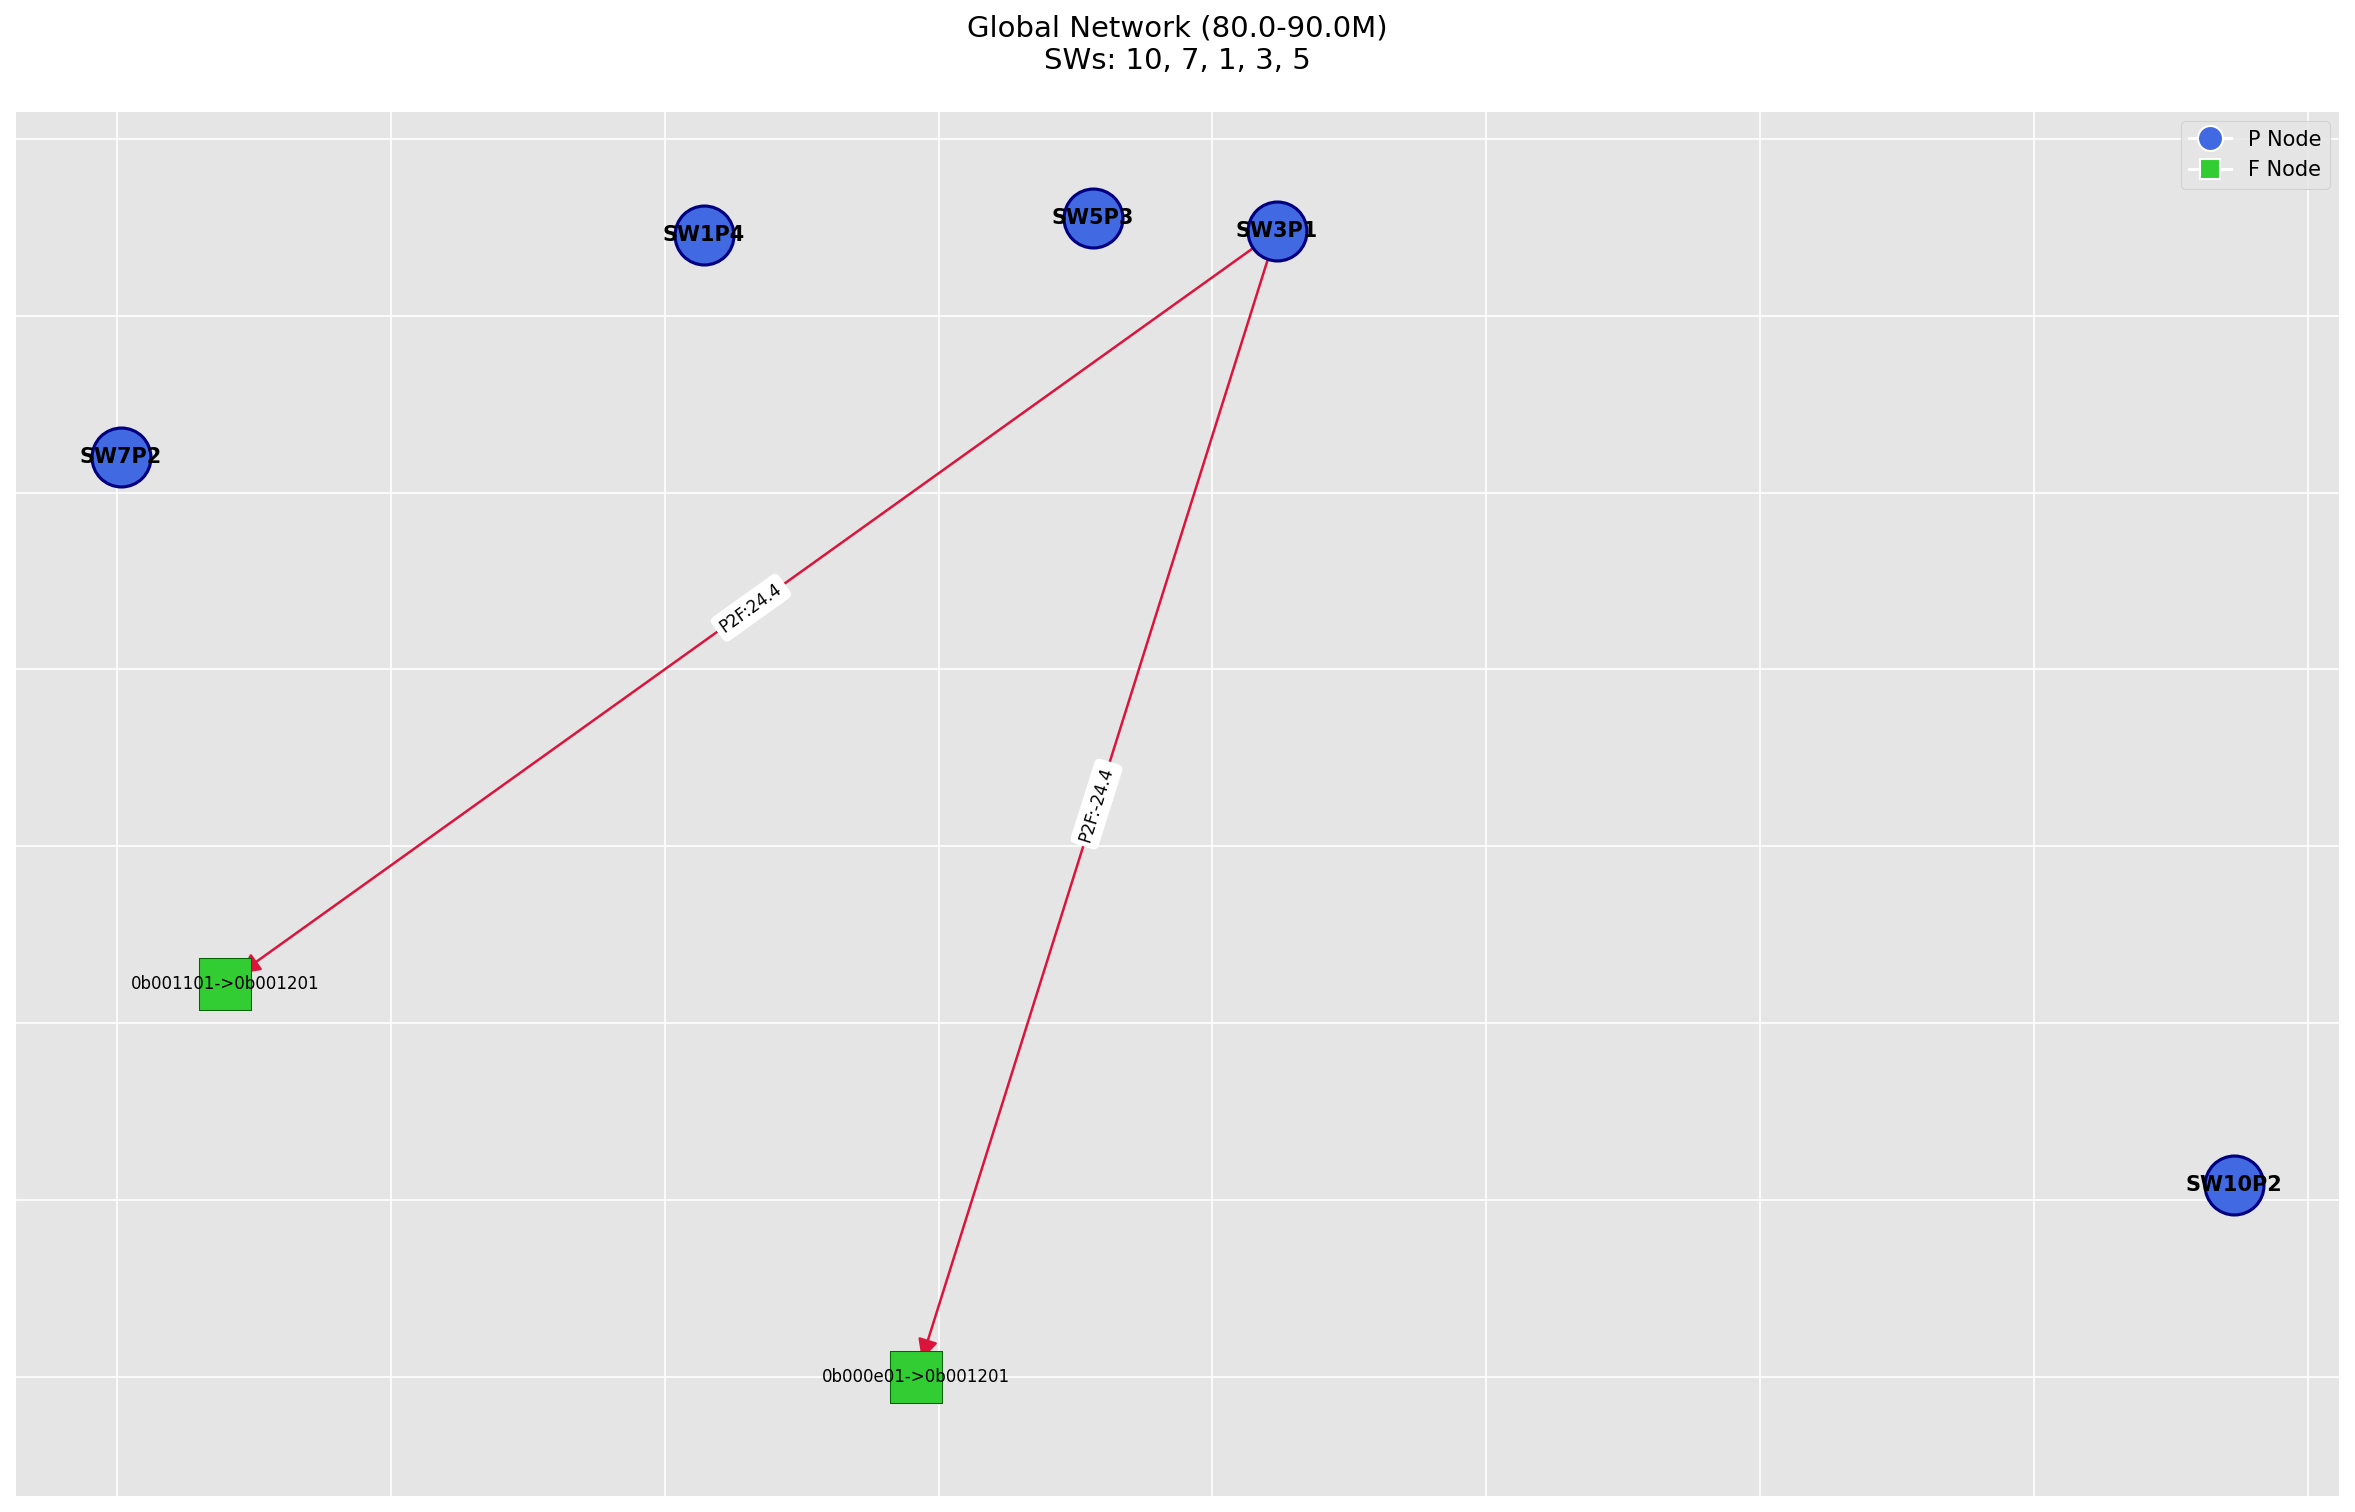 Global Network (80.0-90.0M)
SWs: 10, 7, 1, 3, 5
P Node
F Node
SW1P4
SW5P3
SW3P1
SW7P2
P2F:24.4
P2F:-24.4
0b001101->0b001201
SW10P2
0b000e01->0b001201